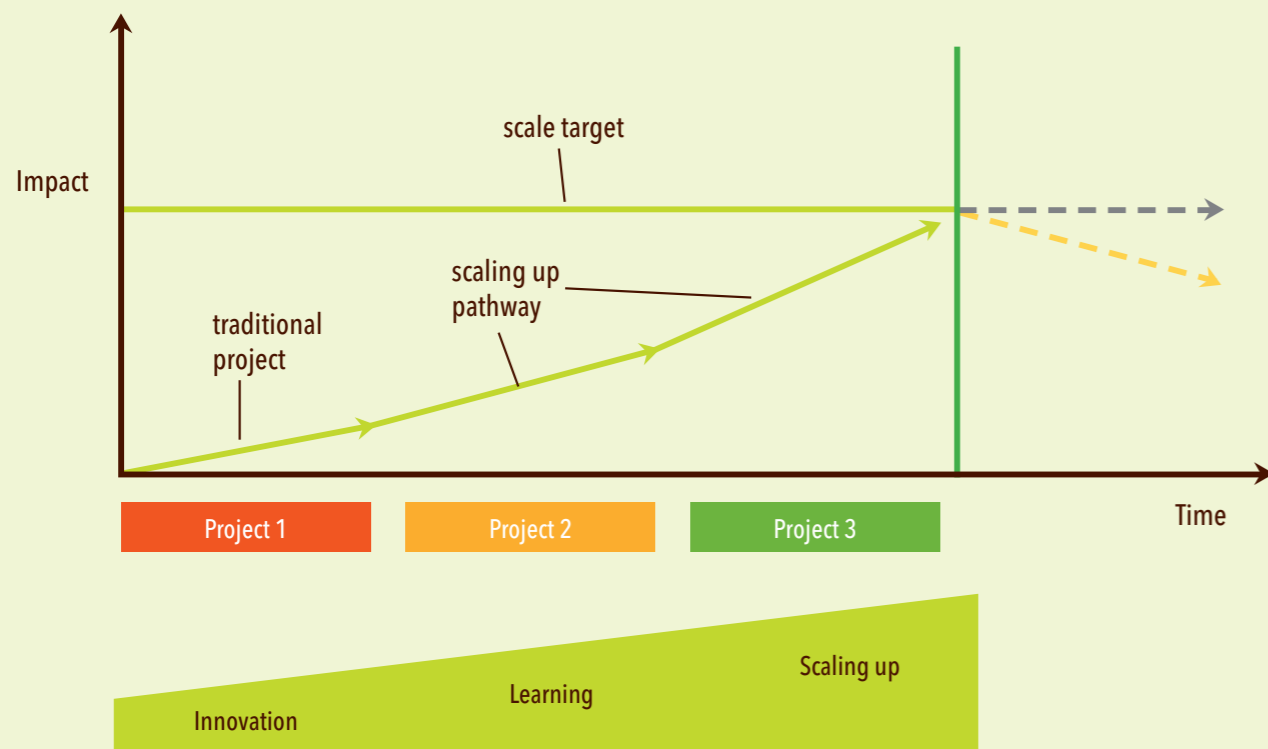 scale target
Impact
scaling up
pathway
traditional
project
Project 1
Project 2
Project 3
Time
Scaling up
Learning
Innovation